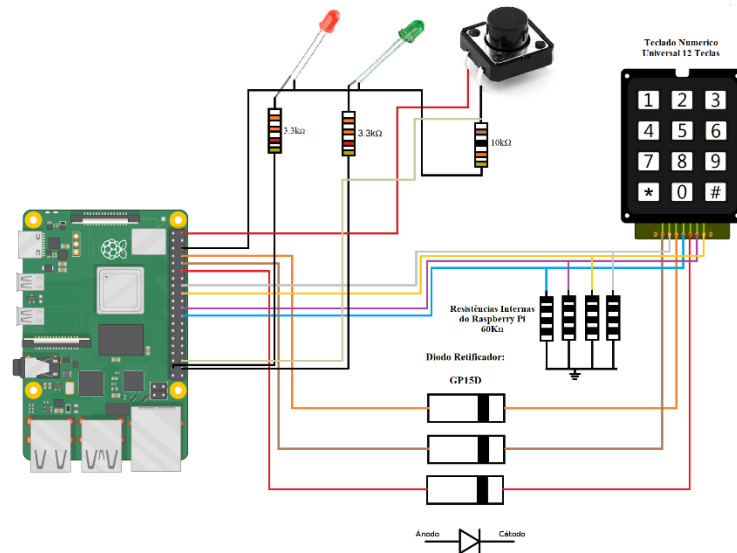 Teclado Numerico
Universal 12 Teclas
3.3kΩ
3.3kΩ
10kΩ
1 2 3
4 5 6
7 8 9
* 0 #
Resistências Internas
do Raspberry Pi
60KΩ
Diodo Retificador:
GP15D
Ânodo
Cátodo